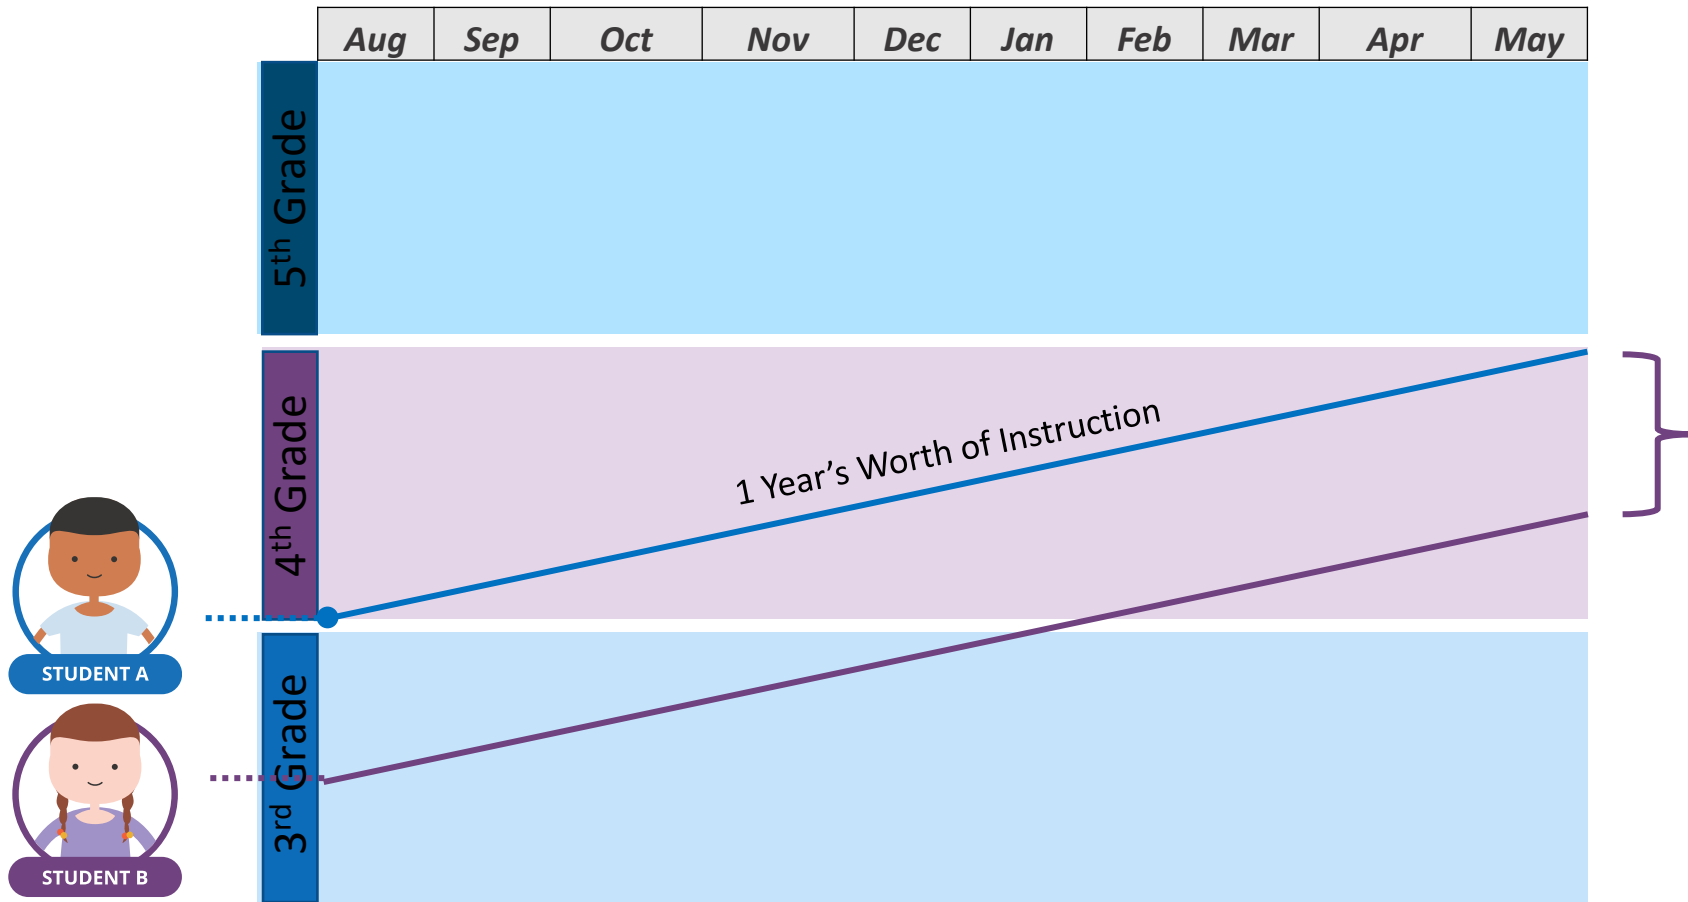 Aug Sep Oct Nov Dec Jan Feb Mar Apr May
5th Grade
4th Grade
1 Year’s Worth of Instruction
STUDENT A
3rd Grade
STUDENT B